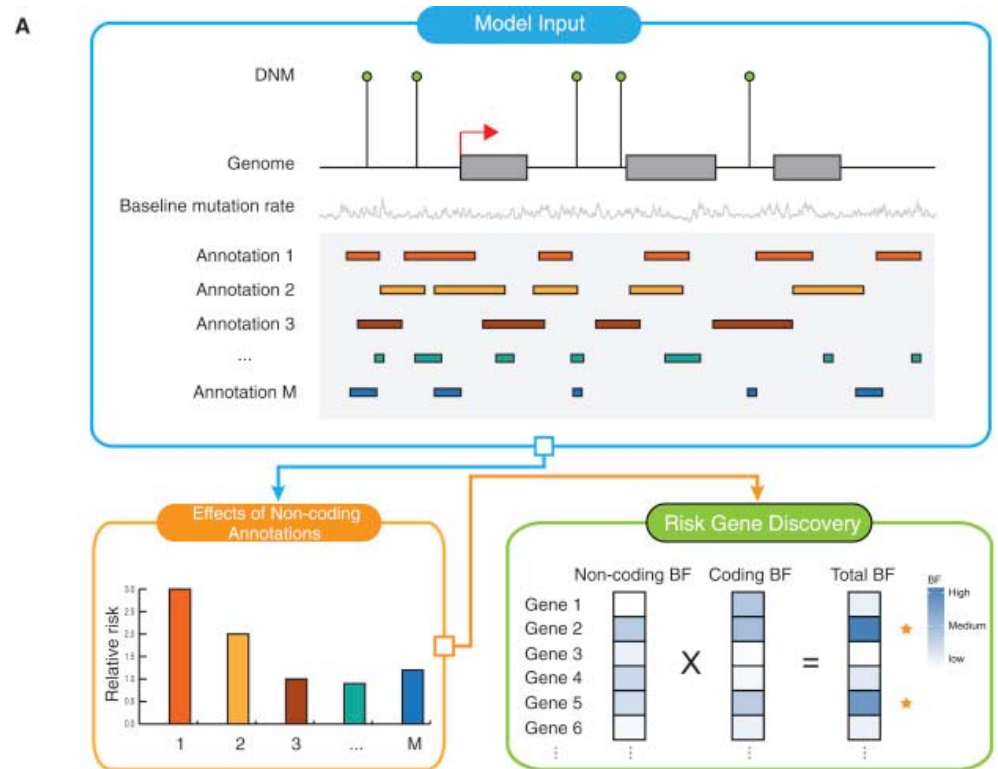 A
Model Input
DNM
Genome
Baseline mutation rate
Annotation 1
Annotation 2
Annotation 3
...
Annotation M
Effects of Non-coding
Annotations
Relative risk
3.0
2.5
2.0
1.5
1.0
0.5
0.0
1 2 3 ... M
Risk Gene Discovery
Non-coding BF Coding BF Total BF
Gene 1
Gene 2
Gene 3
Gene 4
Gene 5
Gene 6
X =
BF
High
Medium
low